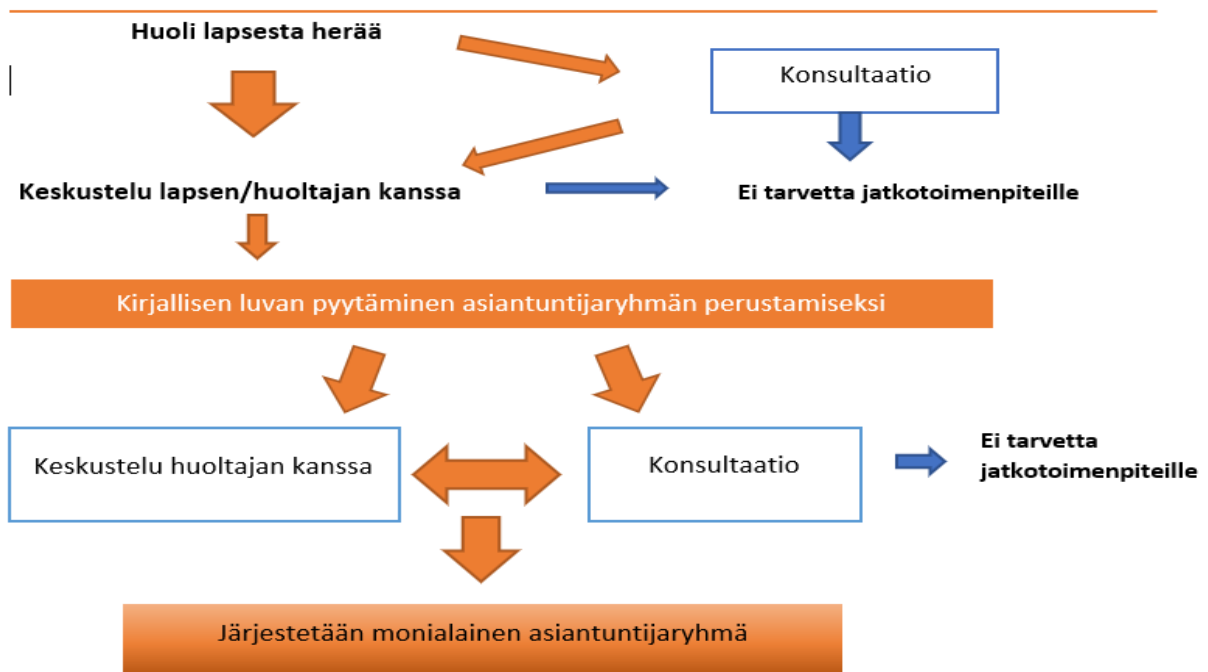 Huoli lapsesta herää
Konsultaatio
Keskustelu lapsen/huoltajan kanssa
Ei tarvetta jatkotoimenpiteille
Kirjallisen luvan pyytäminen asiantuntijaryhmän perustamiseksi
Keskustelu huoltajan kanssa
Konsultaatio
Ei tarvetta
jatkotoimenpiteille
Järjestetään monialainen asiantuntijaryhmä